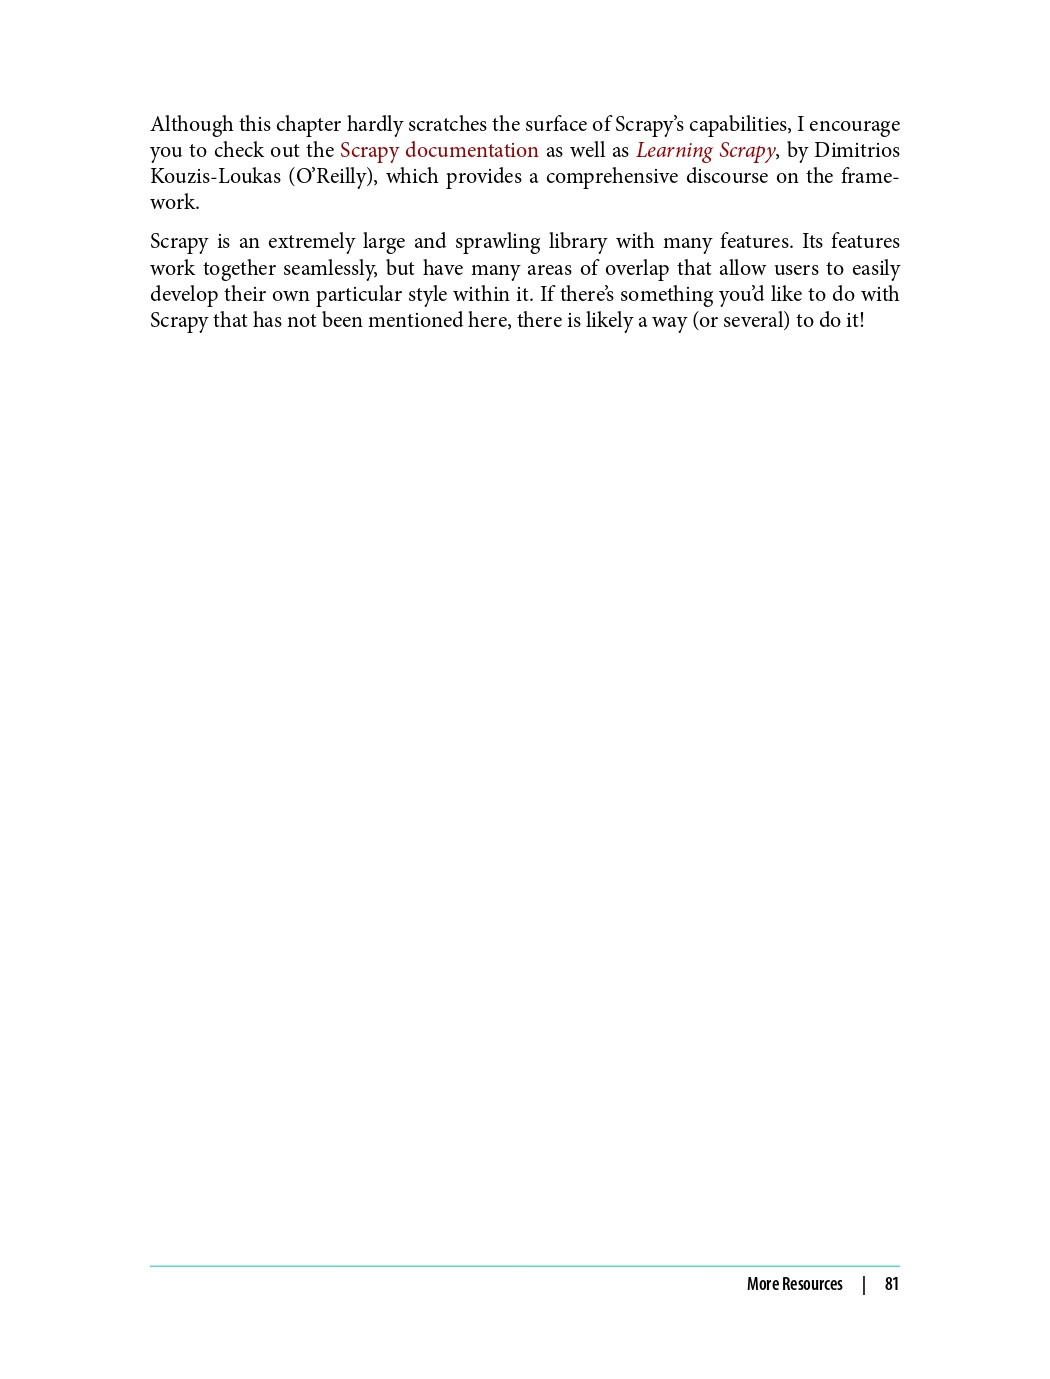 Although this chapter hardly scratches the surface of Scrapy’s capabilities, I encourage
you to check out the Scrapy documentation as well as Learning Scrapy, by Dimitrios
Kouzis-Loukas (O’Reilly), which provides a comprehensive discourse on the frame-
work.
Scrapy is an extremely large and sprawling library with many features. Its features
work together seamlessly, but have many areas of overlap that allow users to easily
develop their own particular style within it. If there’s something you’d like to do with
Scrapy that has not been mentioned here, there is likely a way (or several) to do it!
More Resources | 81